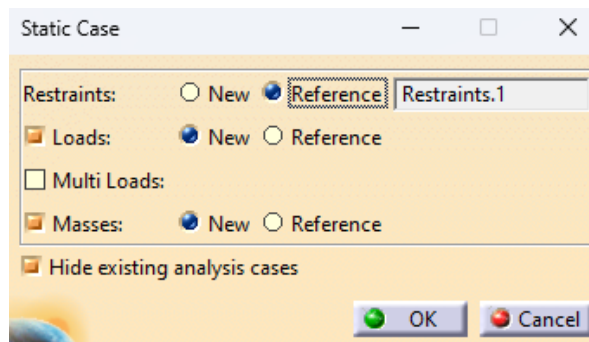 Static Case
Restraints: New Reference Restraints.1
Loads: New Reference
Multi Loads:
Masses: New Reference
Hide existing analysis cases
OK Cancel